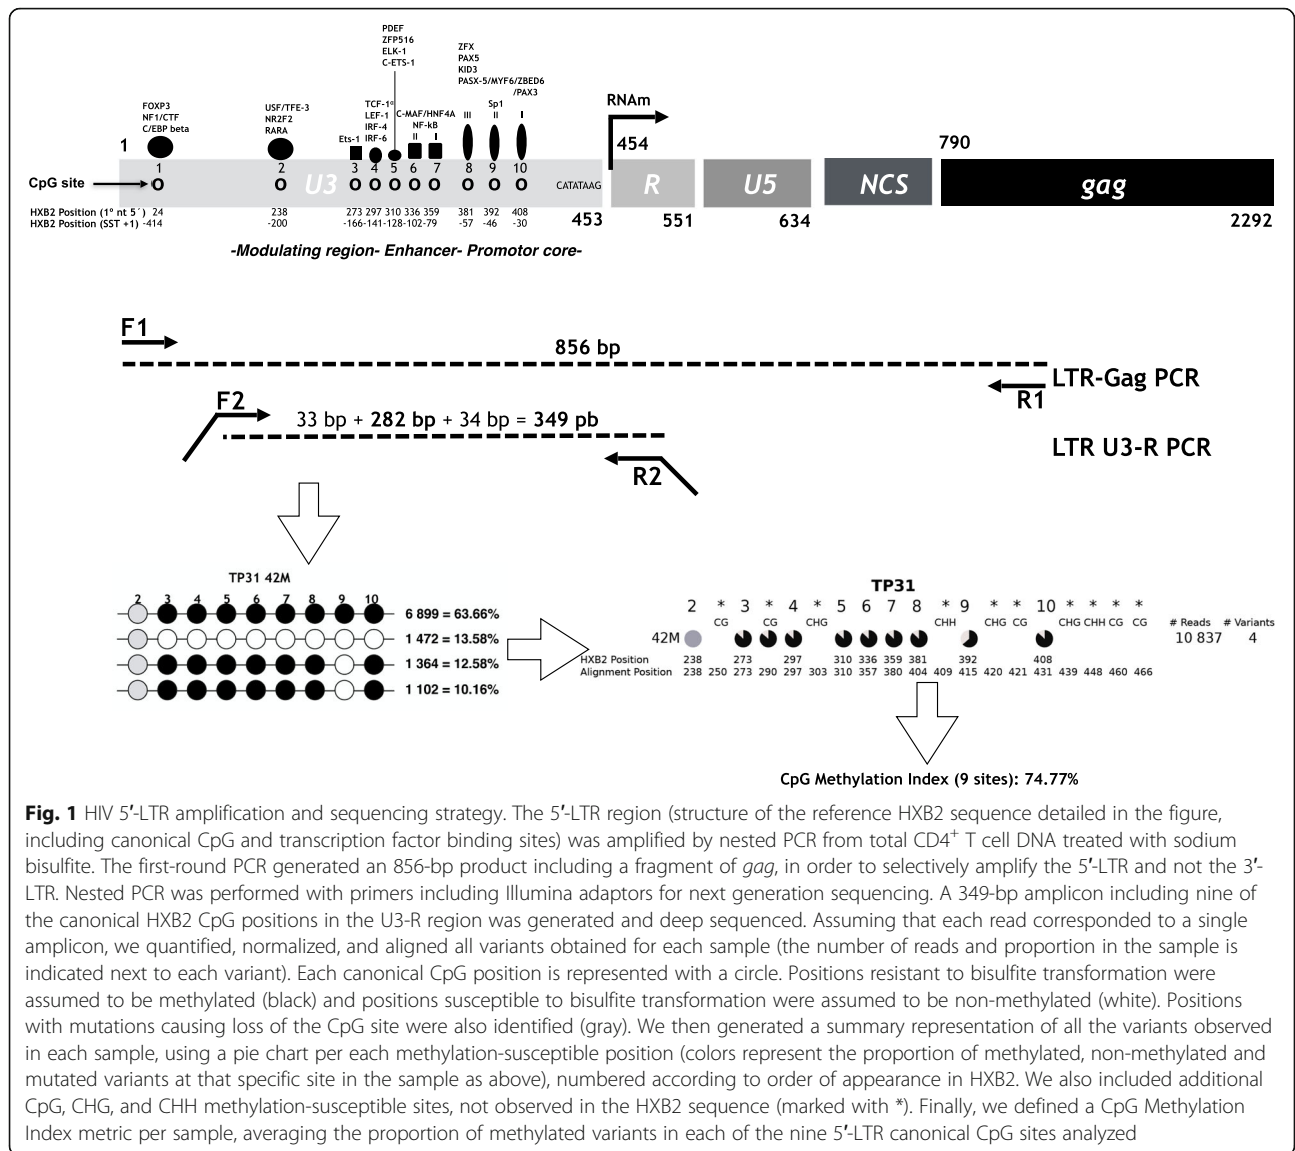 PDEF
ZFP516
ELK-1
C-ETS-1
ZFX
PAX5
KID3
PASX-5/MYF6/ZBED6
/PAX3
FOXP3
NF1/CTF
C/EBP beta
USF/TFE-3
NR2F2
RARA
TCF-1α
LEF-1
IRF-4
IRF-6
Ets-1
C-MAF/HNF4A
NF-kB
II I
III
Sp1
II
I
RNAm
1
454
790
1 2 3 4 5 6 7 8 9 10
CpG site
U3
CATATAAG
R
U5
NCS
gag
HXB2 Position (1º nt 5´) 24 238 273 297 310 336 359 381 392 408
HXB2 Position (SST +1) -414 -200 -166 -141 -128 -102 -79 -57 -46 -30
453
551
634
2292
-Modulating region- Enhancer- Promotor core-
F1
856 bp
LTR-Gag PCR
R1
F2
33 bp + 282 bp + 34 bp = 349 pb
LTR U3-R PCR
R2
TP31 42M
2 3 4 5 6 7 8 9 10
6 899 = 63.66%
1 472 = 13.58%
1 364 = 12.58%
1 102 = 10.16%
TP31
2 * 3 * 4 * 5 6 7 8 * 9 * * 10 * * * *
CG CG CHG CHH CHG CG CHG CHH CG CG
# Reads # Variants
42M
10 837 4
HXB2 Position 238 273 297 310 336 359 381 392 408
Alignment Position 238 250 273 290 297 303 310 357 380 404 409 415 420 421 431 439 448 460 466
CpG Methylation Index (9 sites): 74.77%
Fig. 1 HIV 5′-LTR amplification and sequencing strategy. The 5′-LTR region (structure of the reference HXB2 sequence detailed in the figure,
including canonical CpG and transcription factor binding sites) was amplified by nested PCR from total CD4+ T cell DNA treated with sodium
bisulfite. The first-round PCR generated an 856-bp product including a fragment of gag, in order to selectively amplify the 5′-LTR and not the 3′-
LTR. Nested PCR was performed with primers including Illumina adaptors for next generation sequencing. A 349-bp amplicon including nine of
the canonical HXB2 CpG positions in the U3-R region was generated and deep sequenced. Assuming that each read corresponded to a single
amplicon, we quantified, normalized, and aligned all variants obtained for each sample (the number of reads and proportion in the sample is
indicated next to each variant). Each canonical CpG position is represented with a circle. Positions resistant to bisulfite transformation were
assumed to be methylated (black) and positions susceptible to bisulfite transformation were assumed to be non-methylated (white). Positions
with mutations causing loss of the CpG site were also identified (gray). We then generated a summary representation of all the variants observed
in each sample, using a pie chart per each methylation-susceptible position (colors represent the proportion of methylated, non-methylated and
mutated variants at that specific site in the sample as above), numbered according to order of appearance in HXB2. We also included additional
CpG, CHG, and CHH methylation-susceptible sites, not observed in the HXB2 sequence (marked with *). Finally, we defined a CpG Methylation
Index metric per sample, averaging the proportion of methylated variants in each of the nine 5′-LTR canonical CpG sites analyzed